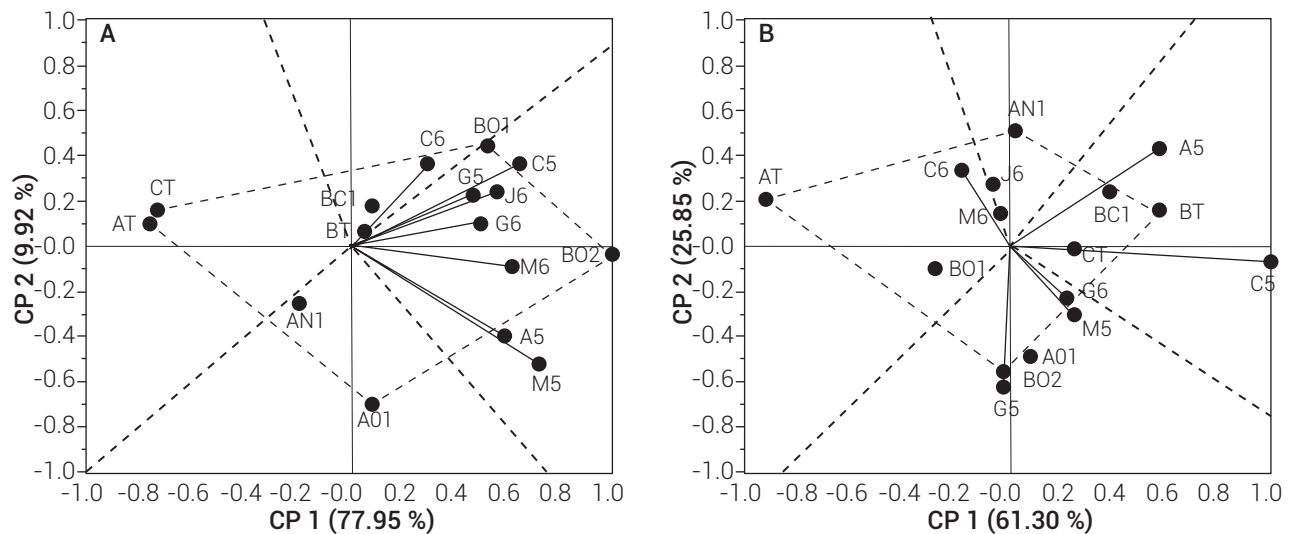 A
1.0
0.8
0.6
0.4
0.2
-0.0
-0.2
-0.4
-0.6
-0.8
-1.0
CP 2 (9.92 %)
BO1
C6
C5
G5
J6
CT
BC1
AT
BT
G6
BO2
M6
AN1
A5
M5
A01
-1.0 -0.8 -0.6 -0.4 -0.2 -0.0 0.2 0.4 0.6 0.8 1.0
CP 1 (77.95 %)
B
1.0
0.8
0.6
0.4
0.2
-0.0
-0.2
-0.4
-0.6
-0.8
-1.0
CP 2 (25.85 %)
AN1
A5
AT
C6
J6
BC1
BT
M6
CT
BO1
C5
G6
M5
A01
BO2
G5
-1.0 -0.8 -0.6 -0.4 -0.2 0.0 0.2 0.4 0.6 0.8 1.0
CP 1 (61.30 %)